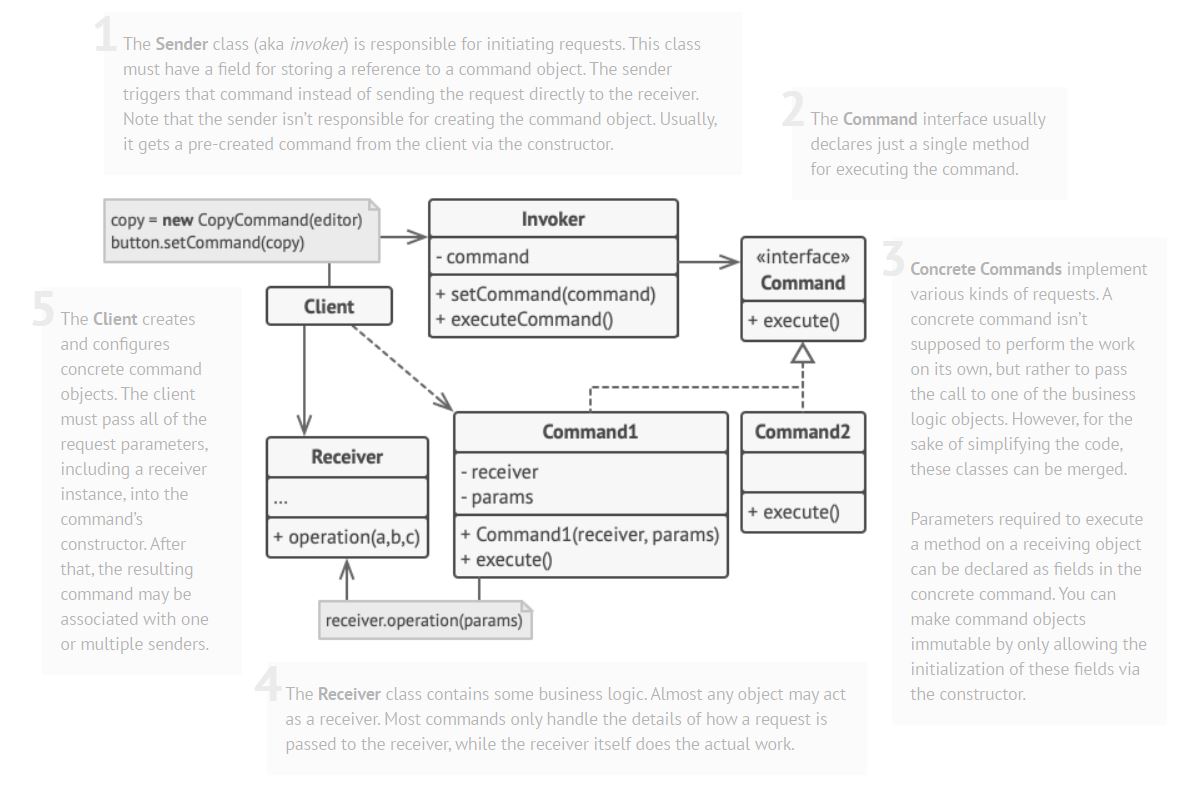 1
The Sender class (aka invoker) is responsible for initiating requests. This class
must have a field for storing a reference to a command object. The sender
triggers that command instead of sending the request directly to the receiver.
Note that the sender isn’t responsible for creating the command object. Usually,
it gets a pre-created command from the client via the constructor.
2
The Command interface usually
declares just a single method
for executing the command.
copy = new CopyCommand(editor)
button.setCommand(copy)
Invoker
- command
+ setCommand(command)
+ executeCommand()
«interface»
Command
+ execute()
3
Concrete Commands implement
various kinds of requests. A
concrete command isn’t
supposed to perform the work
on its own, but rather to pass
the call to one of the business
logic objects. However, for the
sake of simplifying the code,
these classes can be merged.
Parameters required to execute
a method on a receiving object
can be declared as fields in the
concrete command. You can
make command objects
immutable by only allowing the
initialization of these fields via
the constructor.
5
The Client creates
and configures
concrete command
objects. The client
must pass all of the
request parameters,
including a receiver
instance, into the
command’s
constructor. After
that, the resulting
command may be
associated with one
or multiple senders.
Client
Receiver
...
+ operation(a,b,c)
Command1
- receiver
- params
+ Command1(receiver, params)
+ execute()
Command2
+ execute()
receiver.operation(params)
4
The Receiver class contains some business logic. Almost any object may act
as a receiver. Most commands only handle the details of how a request is
passed to the receiver, while the receiver itself does the actual work.